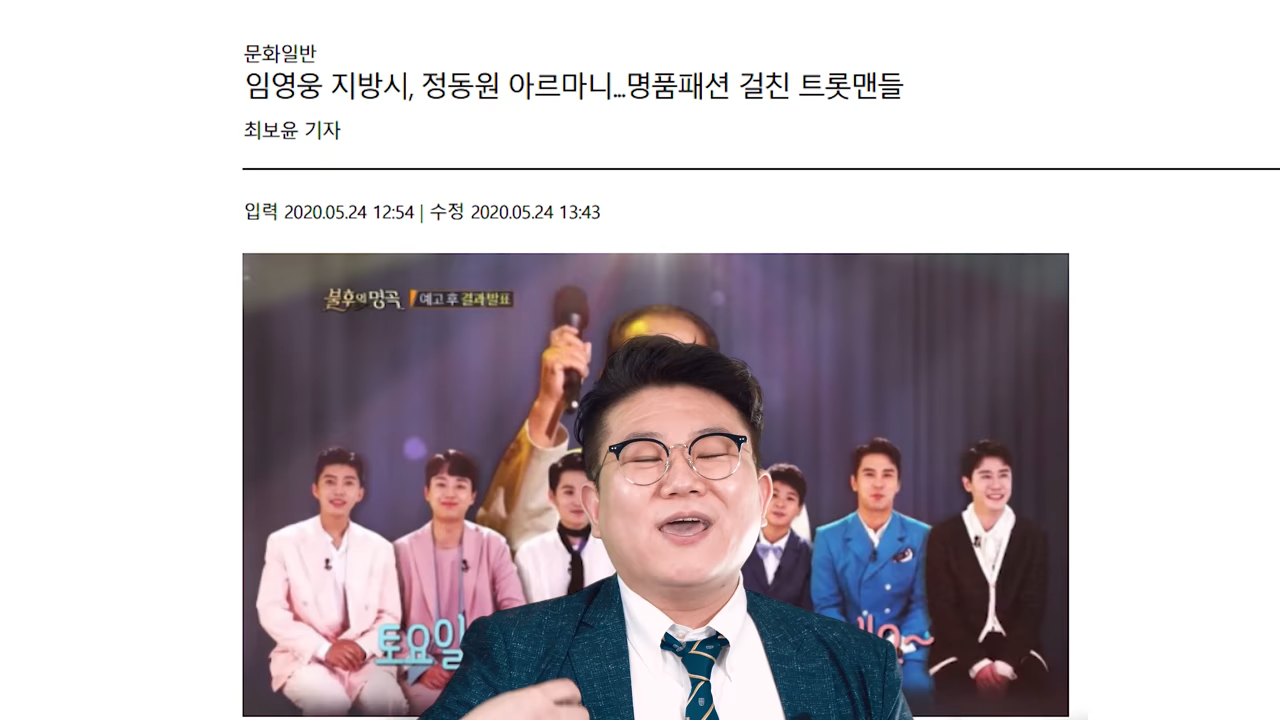 문화일반
임영웅 지방시, 정동원 아르마니...명품패션 걸친 트롯맨들
최보윤 기자
입력 2020.05.24 12:54 | 수정 2020.05.24 13:43
불후의 명곡 예고 후 결과발표
토요일